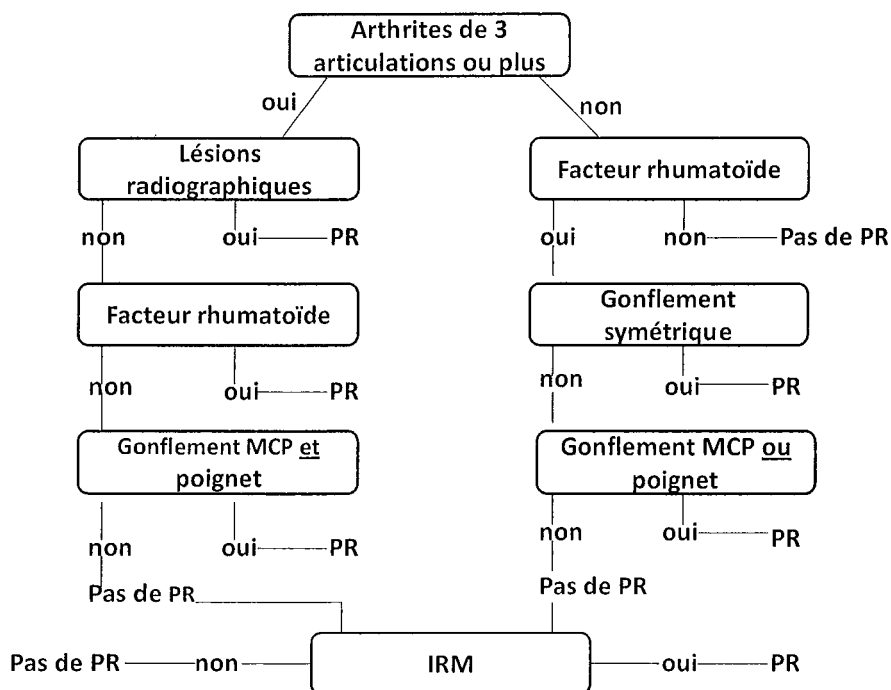 Arthrites de 3
articulations ou plus
oui
non
Lésions
radiographiques
Facteur rhumatoïde
non
oui
PR
oui
non
Pas de PR
Facteur rhumatoïde
Gonflement
symétrique
non
oui
PR
non
oui
PR
Gonflement MCP et
poignet
Gonflement MCP ou
poignet
non
oui
PR
non
oui
PR
Pas de PR
Pas de PR
Pas de PR
non
IRM
oui
PR